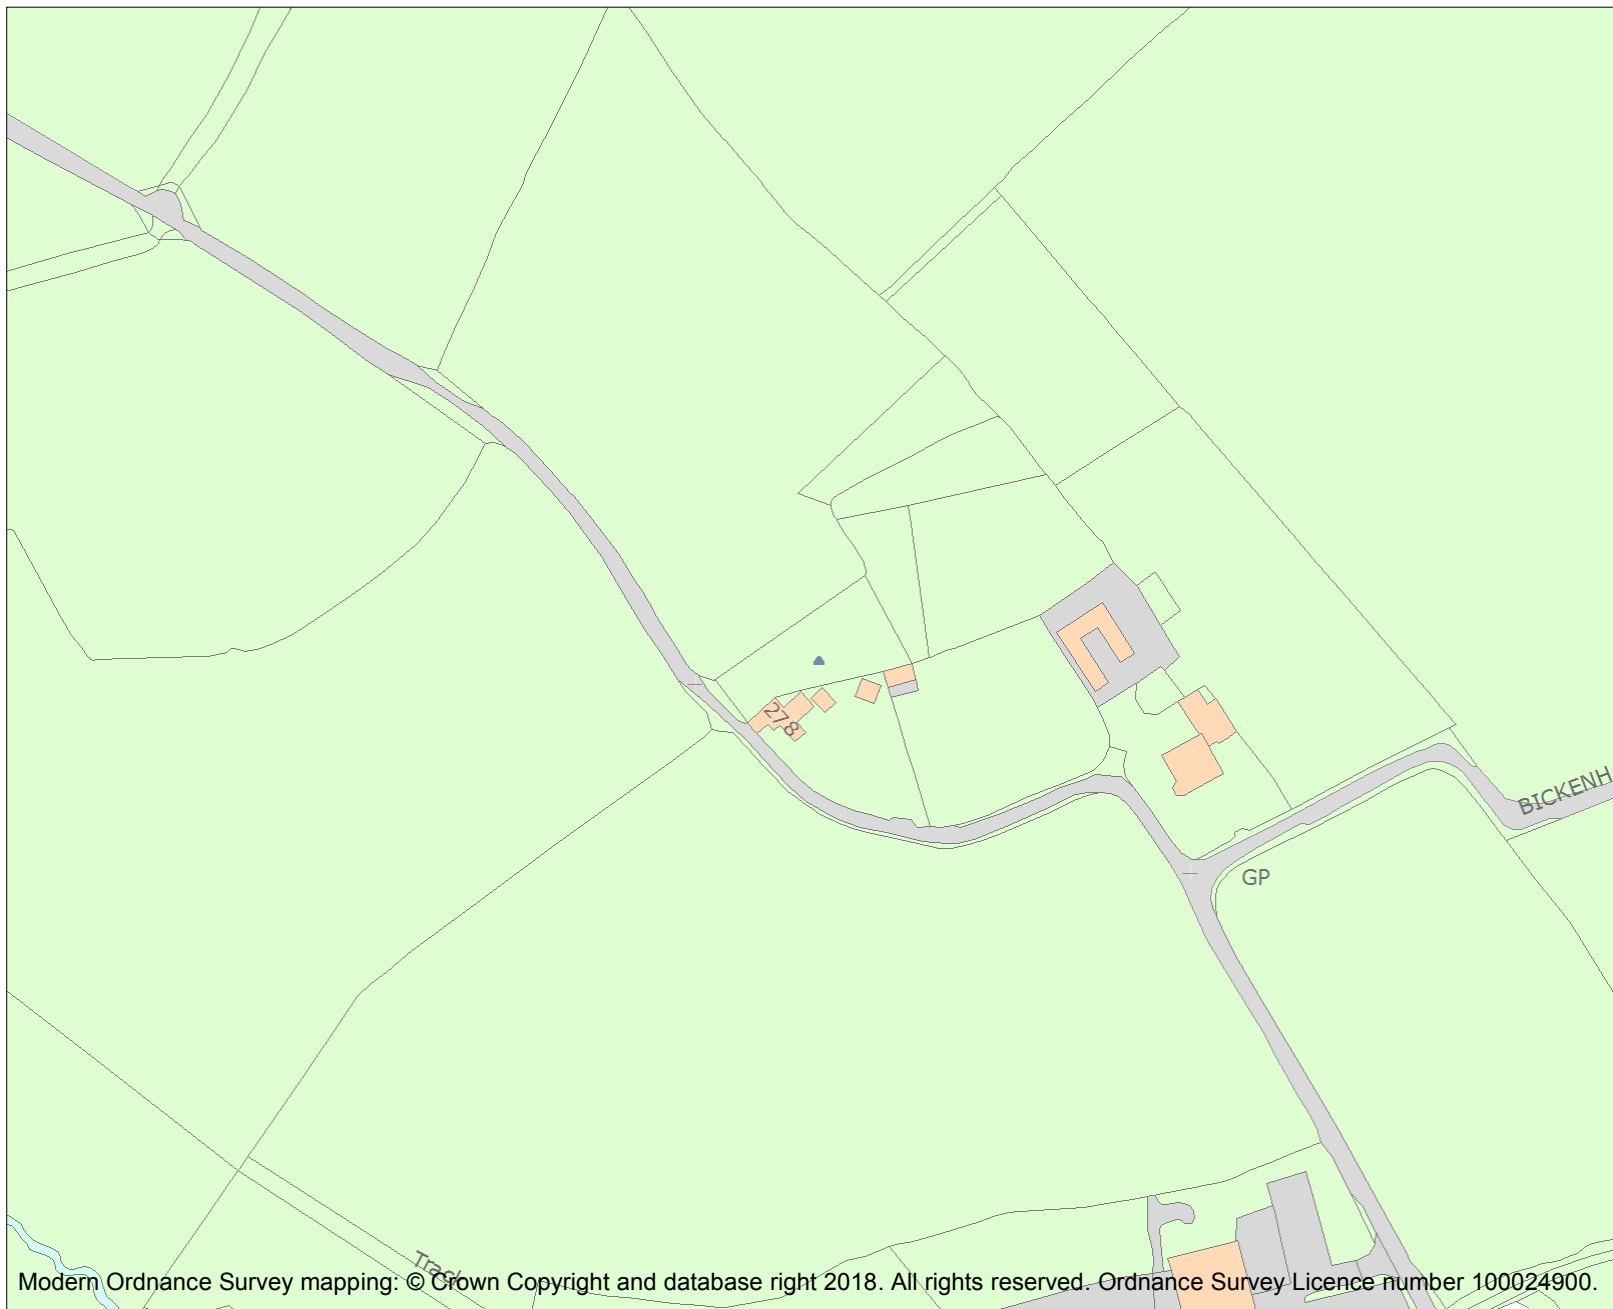 278
BICKENH
GP
Track
Modern Ordnance Survey mapping: © Crown Copyright and database right 2018. All rights reserved. Ordnance Survey Licence number 100024900.